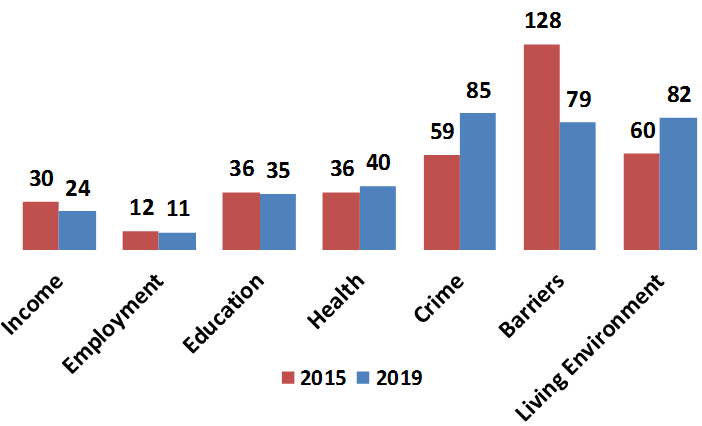 128
85
79
82
59
60
30
24
12
11
36
35
36
40
Income
Employment
Education
Health
Crime
Barriers
Living Environment
2015
2019